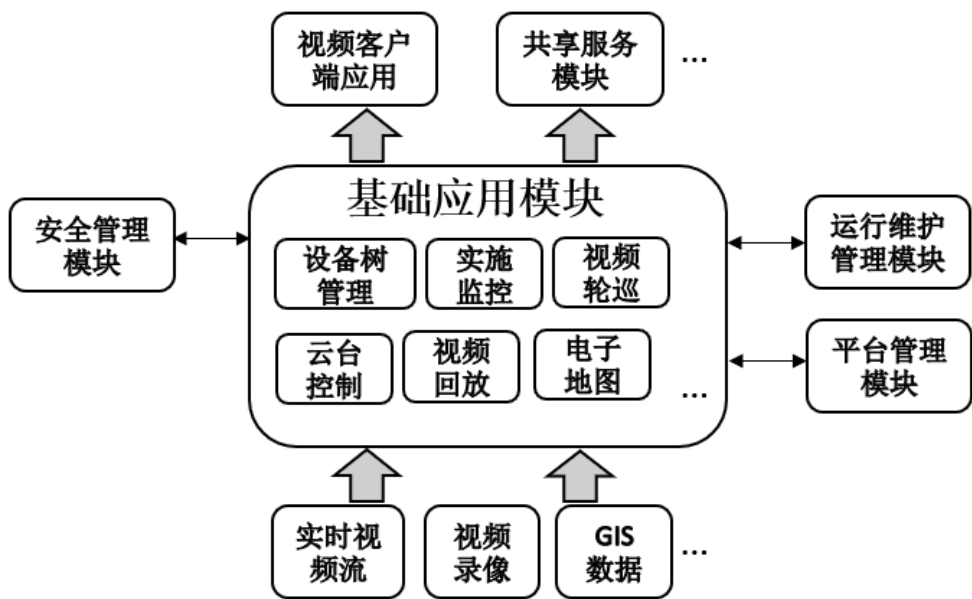 视频客户
端应用
共享服务
模块
…
基础应用模块
安全管理
模块
设备树
管理
实施
监控
视频
轮巡
云台
控制
视频
回放
电子
地图
…
运行维护
管理模块
平台管理
模块
实时视
频流
视频
录像
GIS
数据
…